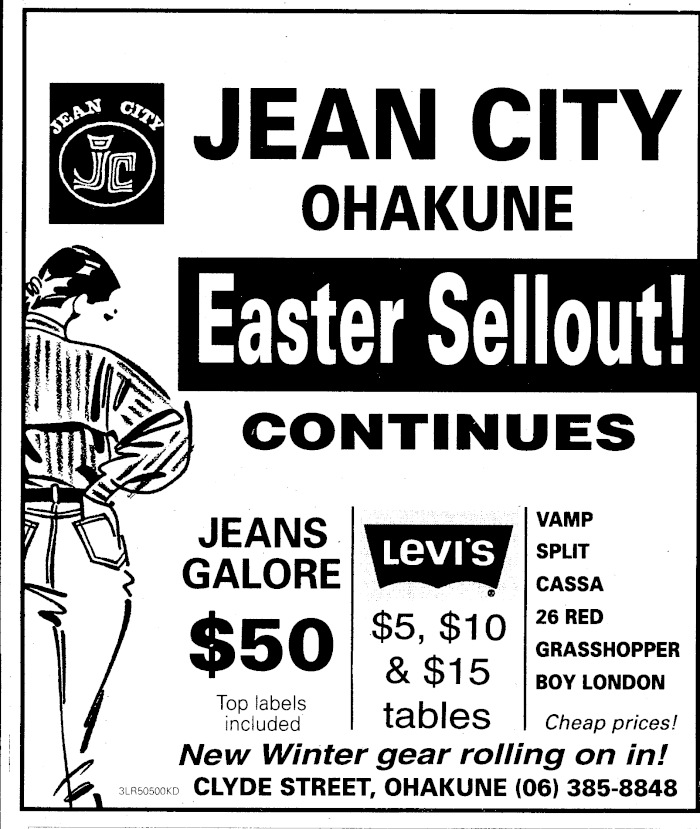 JEAN CITY
JC
JEAN CITY
OHAKUNE
Easter Sellout!
CONTINUES
JEANS
GALORE
$50
Top labels
included
LEVI'S
®
$5, $10
& $15
tables
VAMP
SPLIT
CASSA
26 RED
GRASSHOPPER
BOY LONDON
Cheap prices!
New Winter gear rolling on in!
3LR50500KD
CLYDE STREET, OHAKUNE (06) 385-8848